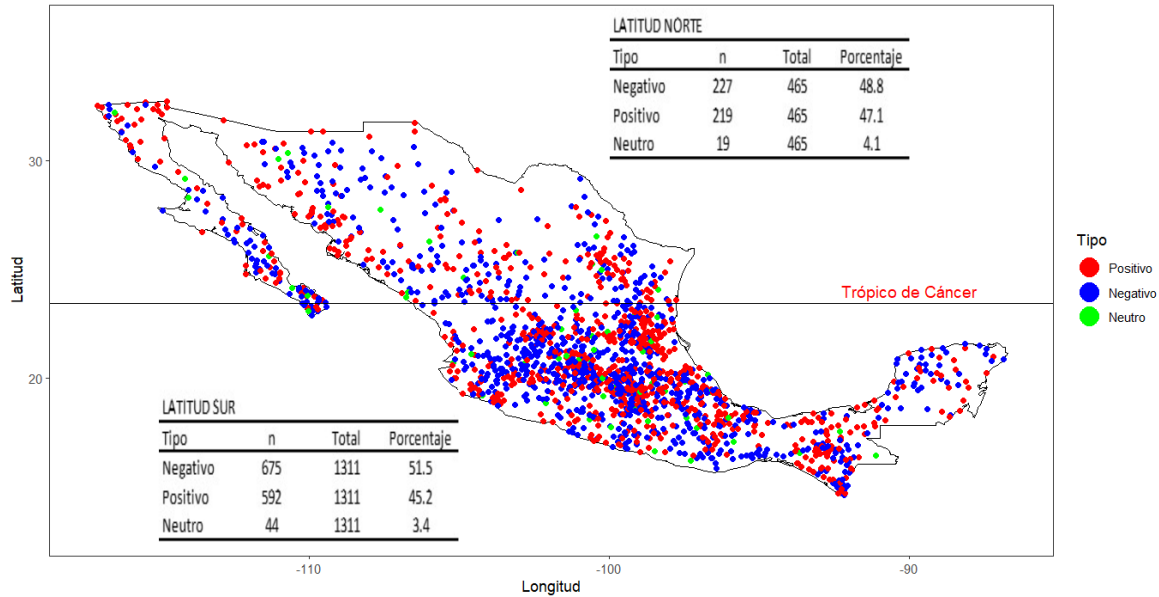 LATITUD NORTE
Tipo n Total Porcentaje
Negativo 227 465 48.8
Positivo 219 465 47.1
Neutro 19 465 4.1
30
Tipo
Positivo
Negativo
Neutro
Trópico de Cáncer
Latitud
20
LATITUD SUR
Tipo n Total Porcentaje
Negativo 675 1311 51.5
Positivo 592 1311 45.2
Neutro 44 1311 3.4
-110 -100 -90
Longitud